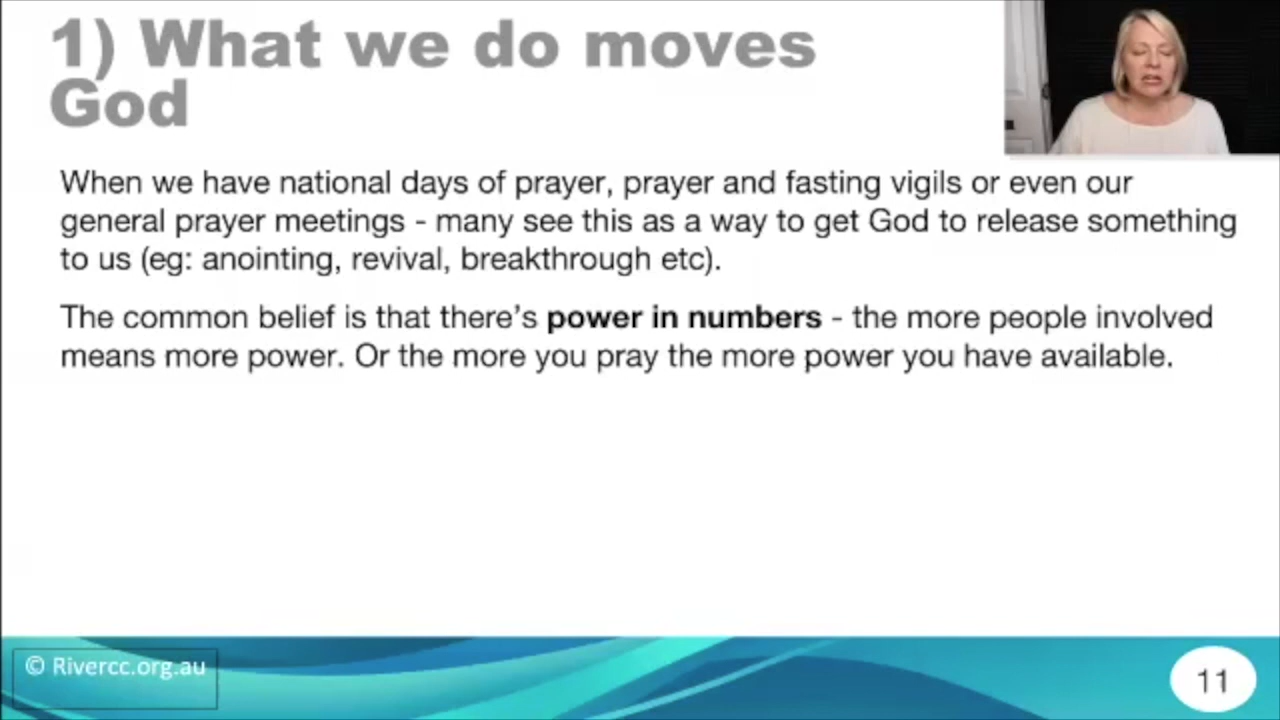 1) What we do moves
God
When we have national days of prayer, prayer and fasting vigils or even our
general prayer meetings - many see this as a way to get God to release something
to us (eg: anointing, revival, breakthrough etc).
The common belief is that there's power in numbers - the more people involved
means more power. Or the more you pray the more power you have available.
© Rivercc.org.au
11